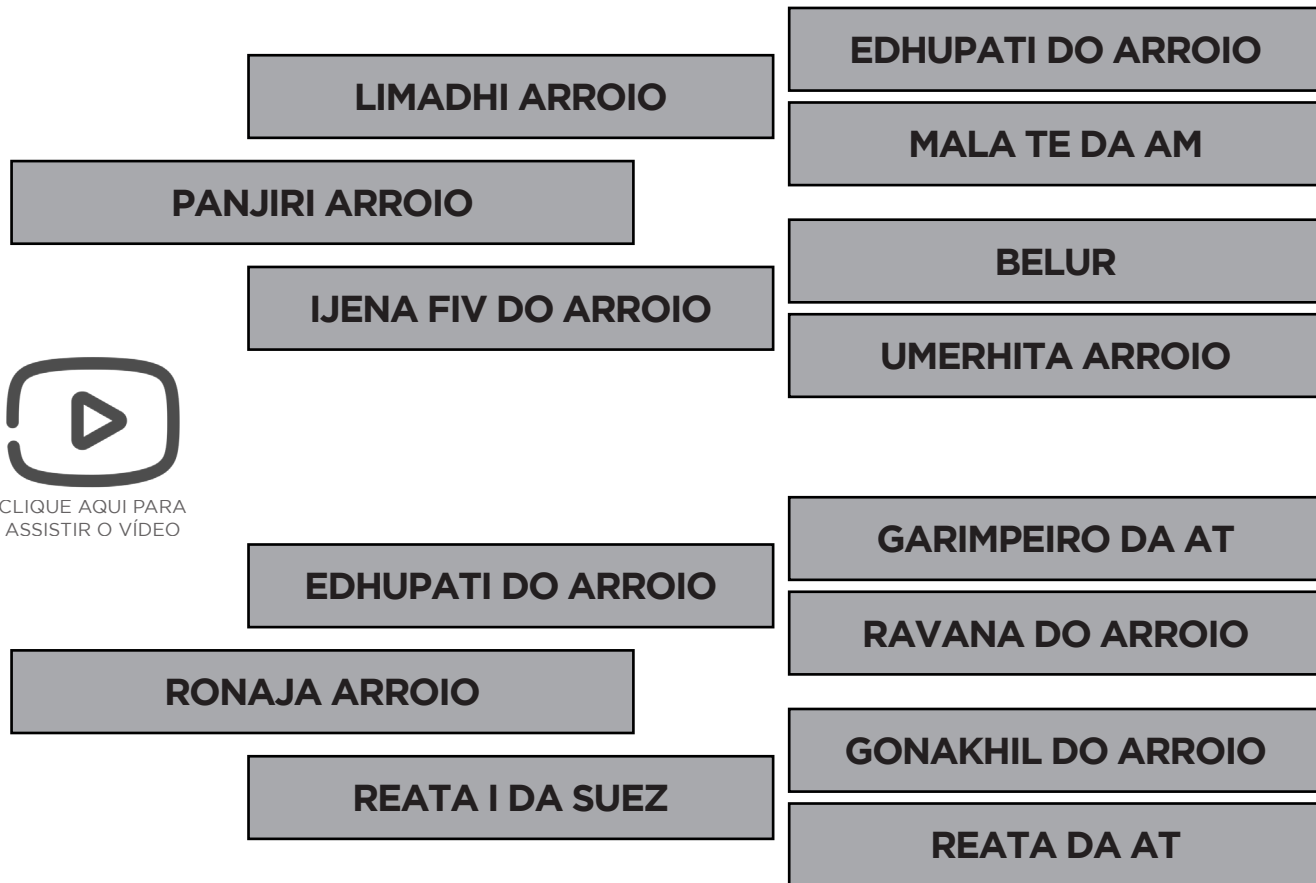 EDHUPATI DO ARROIO
LIMADHI ARROIO
MALA TE DA AM
PANJIRI ARROIO
BELUR
IJENA FIV DO ARROIO
UMERHITA ARROIO
CLIQUE AQUI PARA
ASSISTIR O VÍDEO
GARIMPEIRO DA AT
EDHUPATI DO ARROIO
RAVANA DO ARROIO
RONAJA ARROIO
GONAKHIL DO ARROIO
REATA I DA SUEZ
REATA DA AT